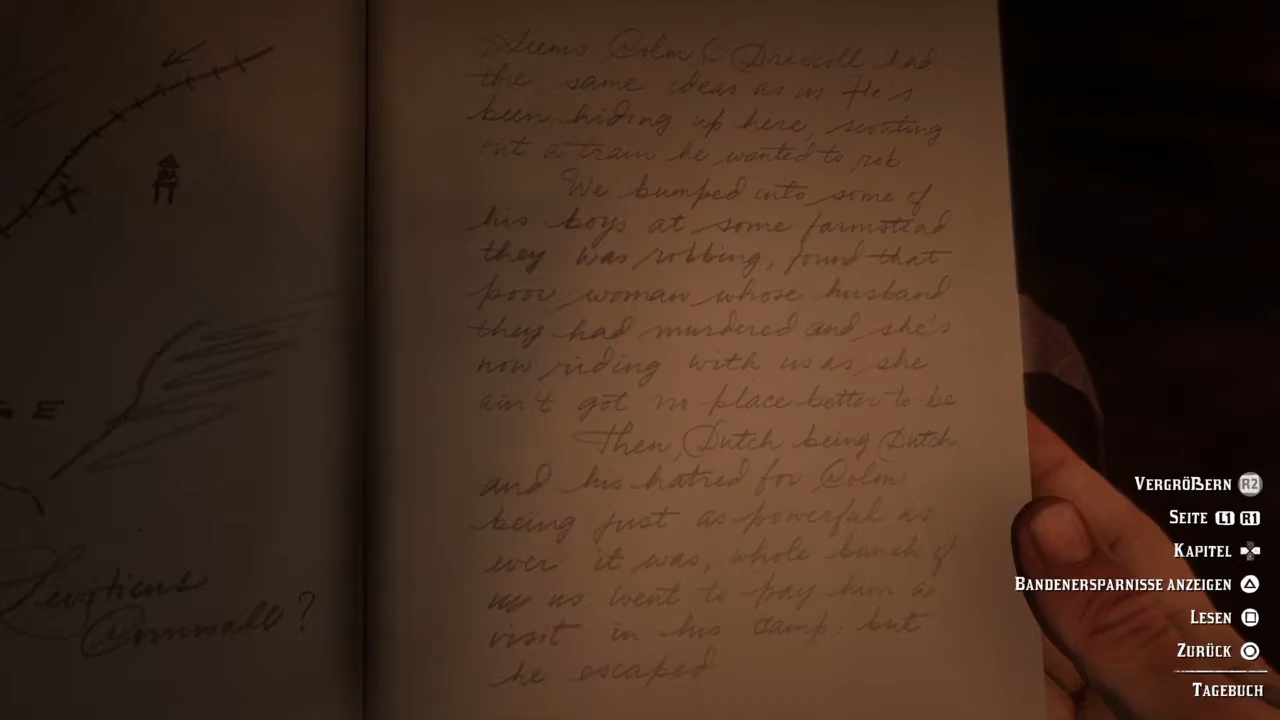 Seems Colm O Driscoll had
the same ideas as us He's
been hiding up here, scouting
out a train he wanted to rob
We bumped into some of
his boys at some farmstead
they was robbing, found that
poor woman whose husband
they had murdered and she's
now riding with us as she
ain't got no place better to be
Then, Dutch being Dutch
and his hatred for Colm
being just as powerful as
ever it was, whole bunch of
us went to pay him a
visit in his camp, but
he escaped
G E
Leviticus
Cornwall?
VERGRÖẞERN R2
SEITE L1 R1
KAPITEL
BANDENERSPARNISSE ANZEIGEN
LESEN
ZURÜCK
TAGEBUCH